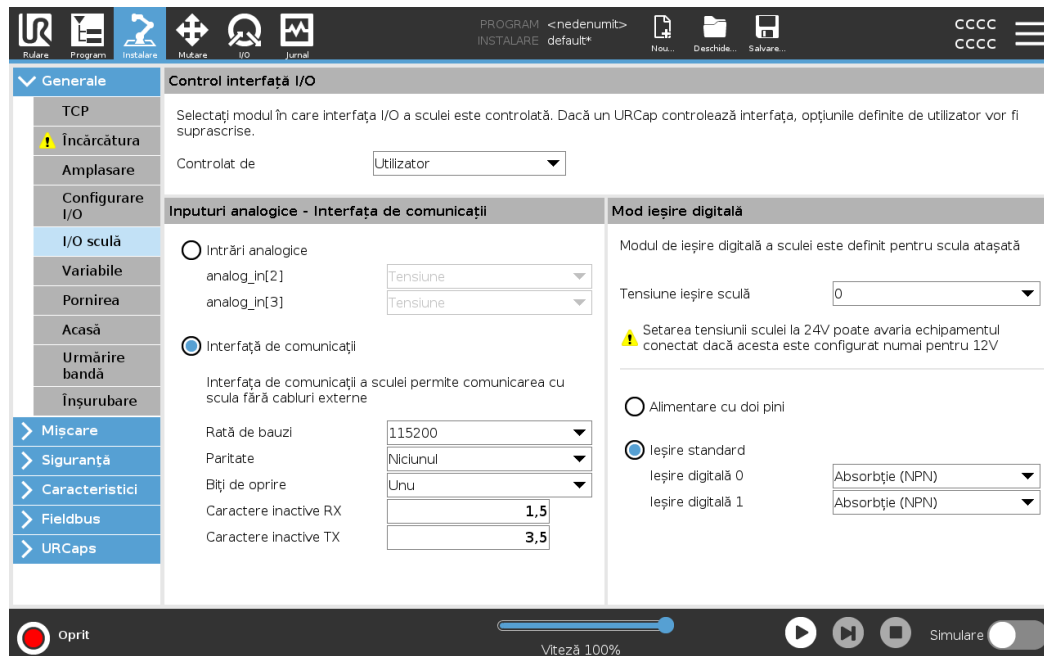 PROGRAM <nedenumit>
INSTALARE default*
Rulare Program Instalare Mutare I/O Jurnal Nou... Deschide... Salvare...
CCCC
CCCC
Generale
TCP
Încărcătura
Amplasare
Configurare
I/O
I/O sculă
Variabile
Pornirea
Acasă
Urmărire
bandă
Înșurubare
Mișcare
Siguranță
Caracteristici
Fieldbus
URCaps
Control interfață I/O
Selectați modul în care interfața I/O a sculei este controlată. Dacă un URCap controlează interfața, opțiunile definite de utilizator vor fi
suprascrise.
Controlat de Utilizator
Inputuri analogice - Interfața de comunicații
Intrări analogice
analog_in[2] Tensiune
analog_in[3] Tensiune
Interfață de comunicații
Interfața de comunicații a sculei permite comunicarea cu
scula fără cabluri externe
Rată de bauzi 115200
Paritate Niciunul
Biți de oprire Unu
Caractere inactive RX 1,5
Caractere inactive TX 3,5
Mod ieșire digitală
Modul de ieșire digitală a sculei este definit pentru scula atașată
Tensiune ieșire sculă 0
Setarea tensiunii sculei la 24V poate avaria echipamentul
conectat dacă acesta este configurat numai pentru 12V
Alimentare cu doi pini
Ieșire standard
Ieșire digitală 0 Absorbție (NPN)
Ieșire digitală 1 Absorbție (NPN)
Oprit
Viteză 100%
Simulare